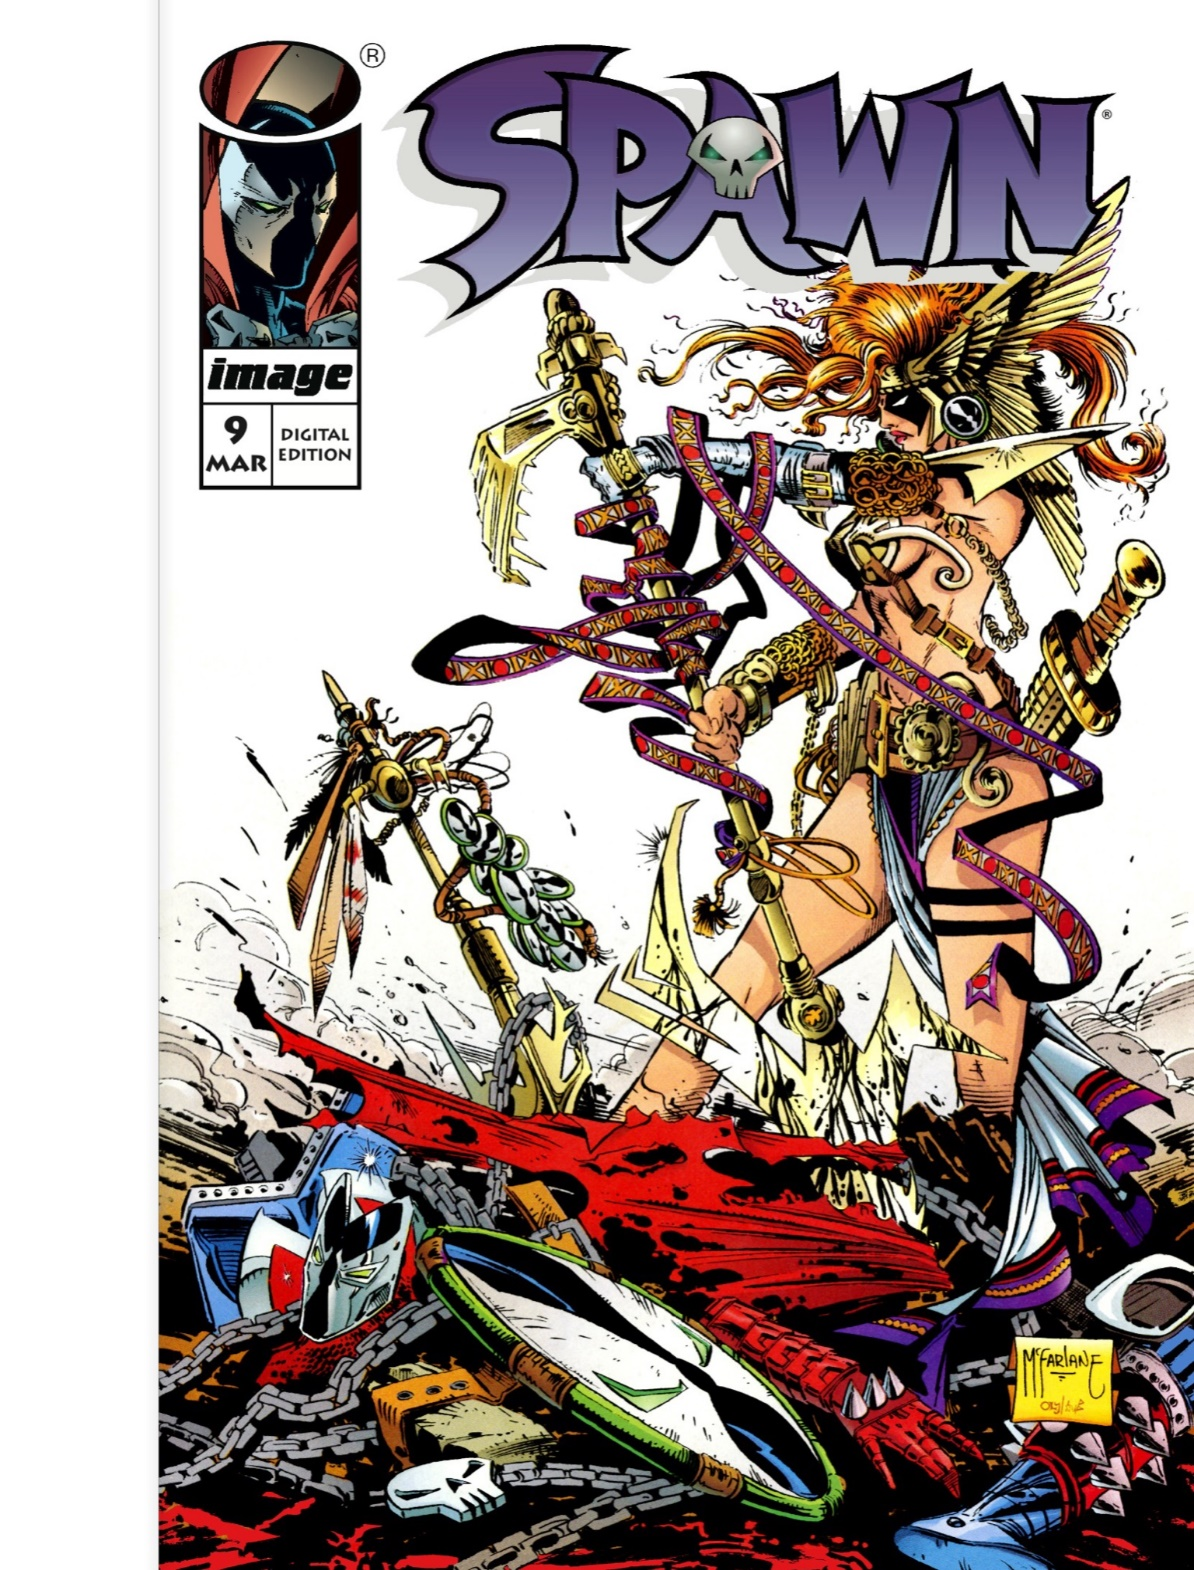 ®
SPAWN®
image
9
MAR
DIGITAL
EDITION
McFARLANE